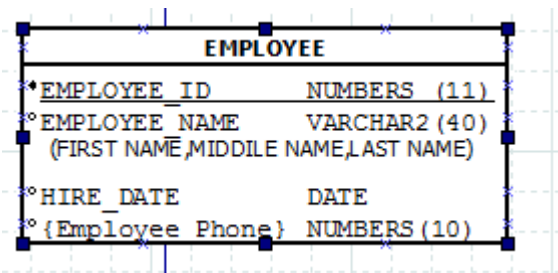 EMPLOYEE
EMPLOYEE_ID NUMBERS (11)
EMPLOYEE_NAME VARCHAR2(40)
(FIRST NAME,MIDDILE NAME,LAST NAME)
HIRE_DATE DATE
{Employee Phone} NUMBERS(10)